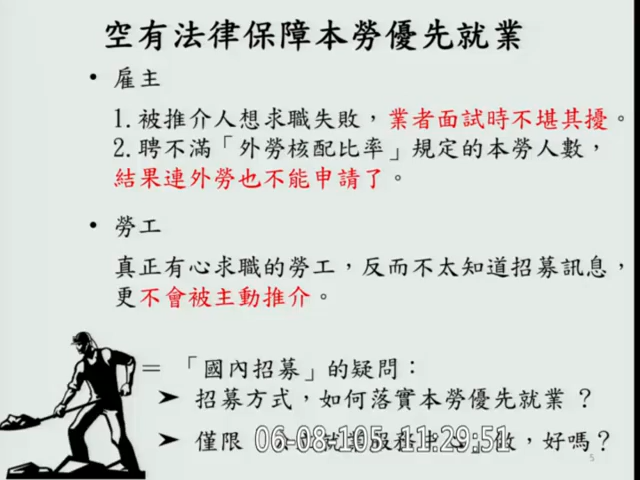 空有法律保障本勞優先就業
• 雇主
1. 被推介人想求職失敗，業者面試時不堪其擾。
2. 聘不滿「外勞核配比率」規定的本勞人數，
結果連外勞也不能申請了。
• 勞工
真正有心求職的勞工，反而不太知道招募訊息，
更不會被主動推介。
= 「國內招募」的疑問：
➤ 招募方式，如何落實本勞優先就業？
➤ 僅限 做，好嗎？
06-08-105 11:29:51
5